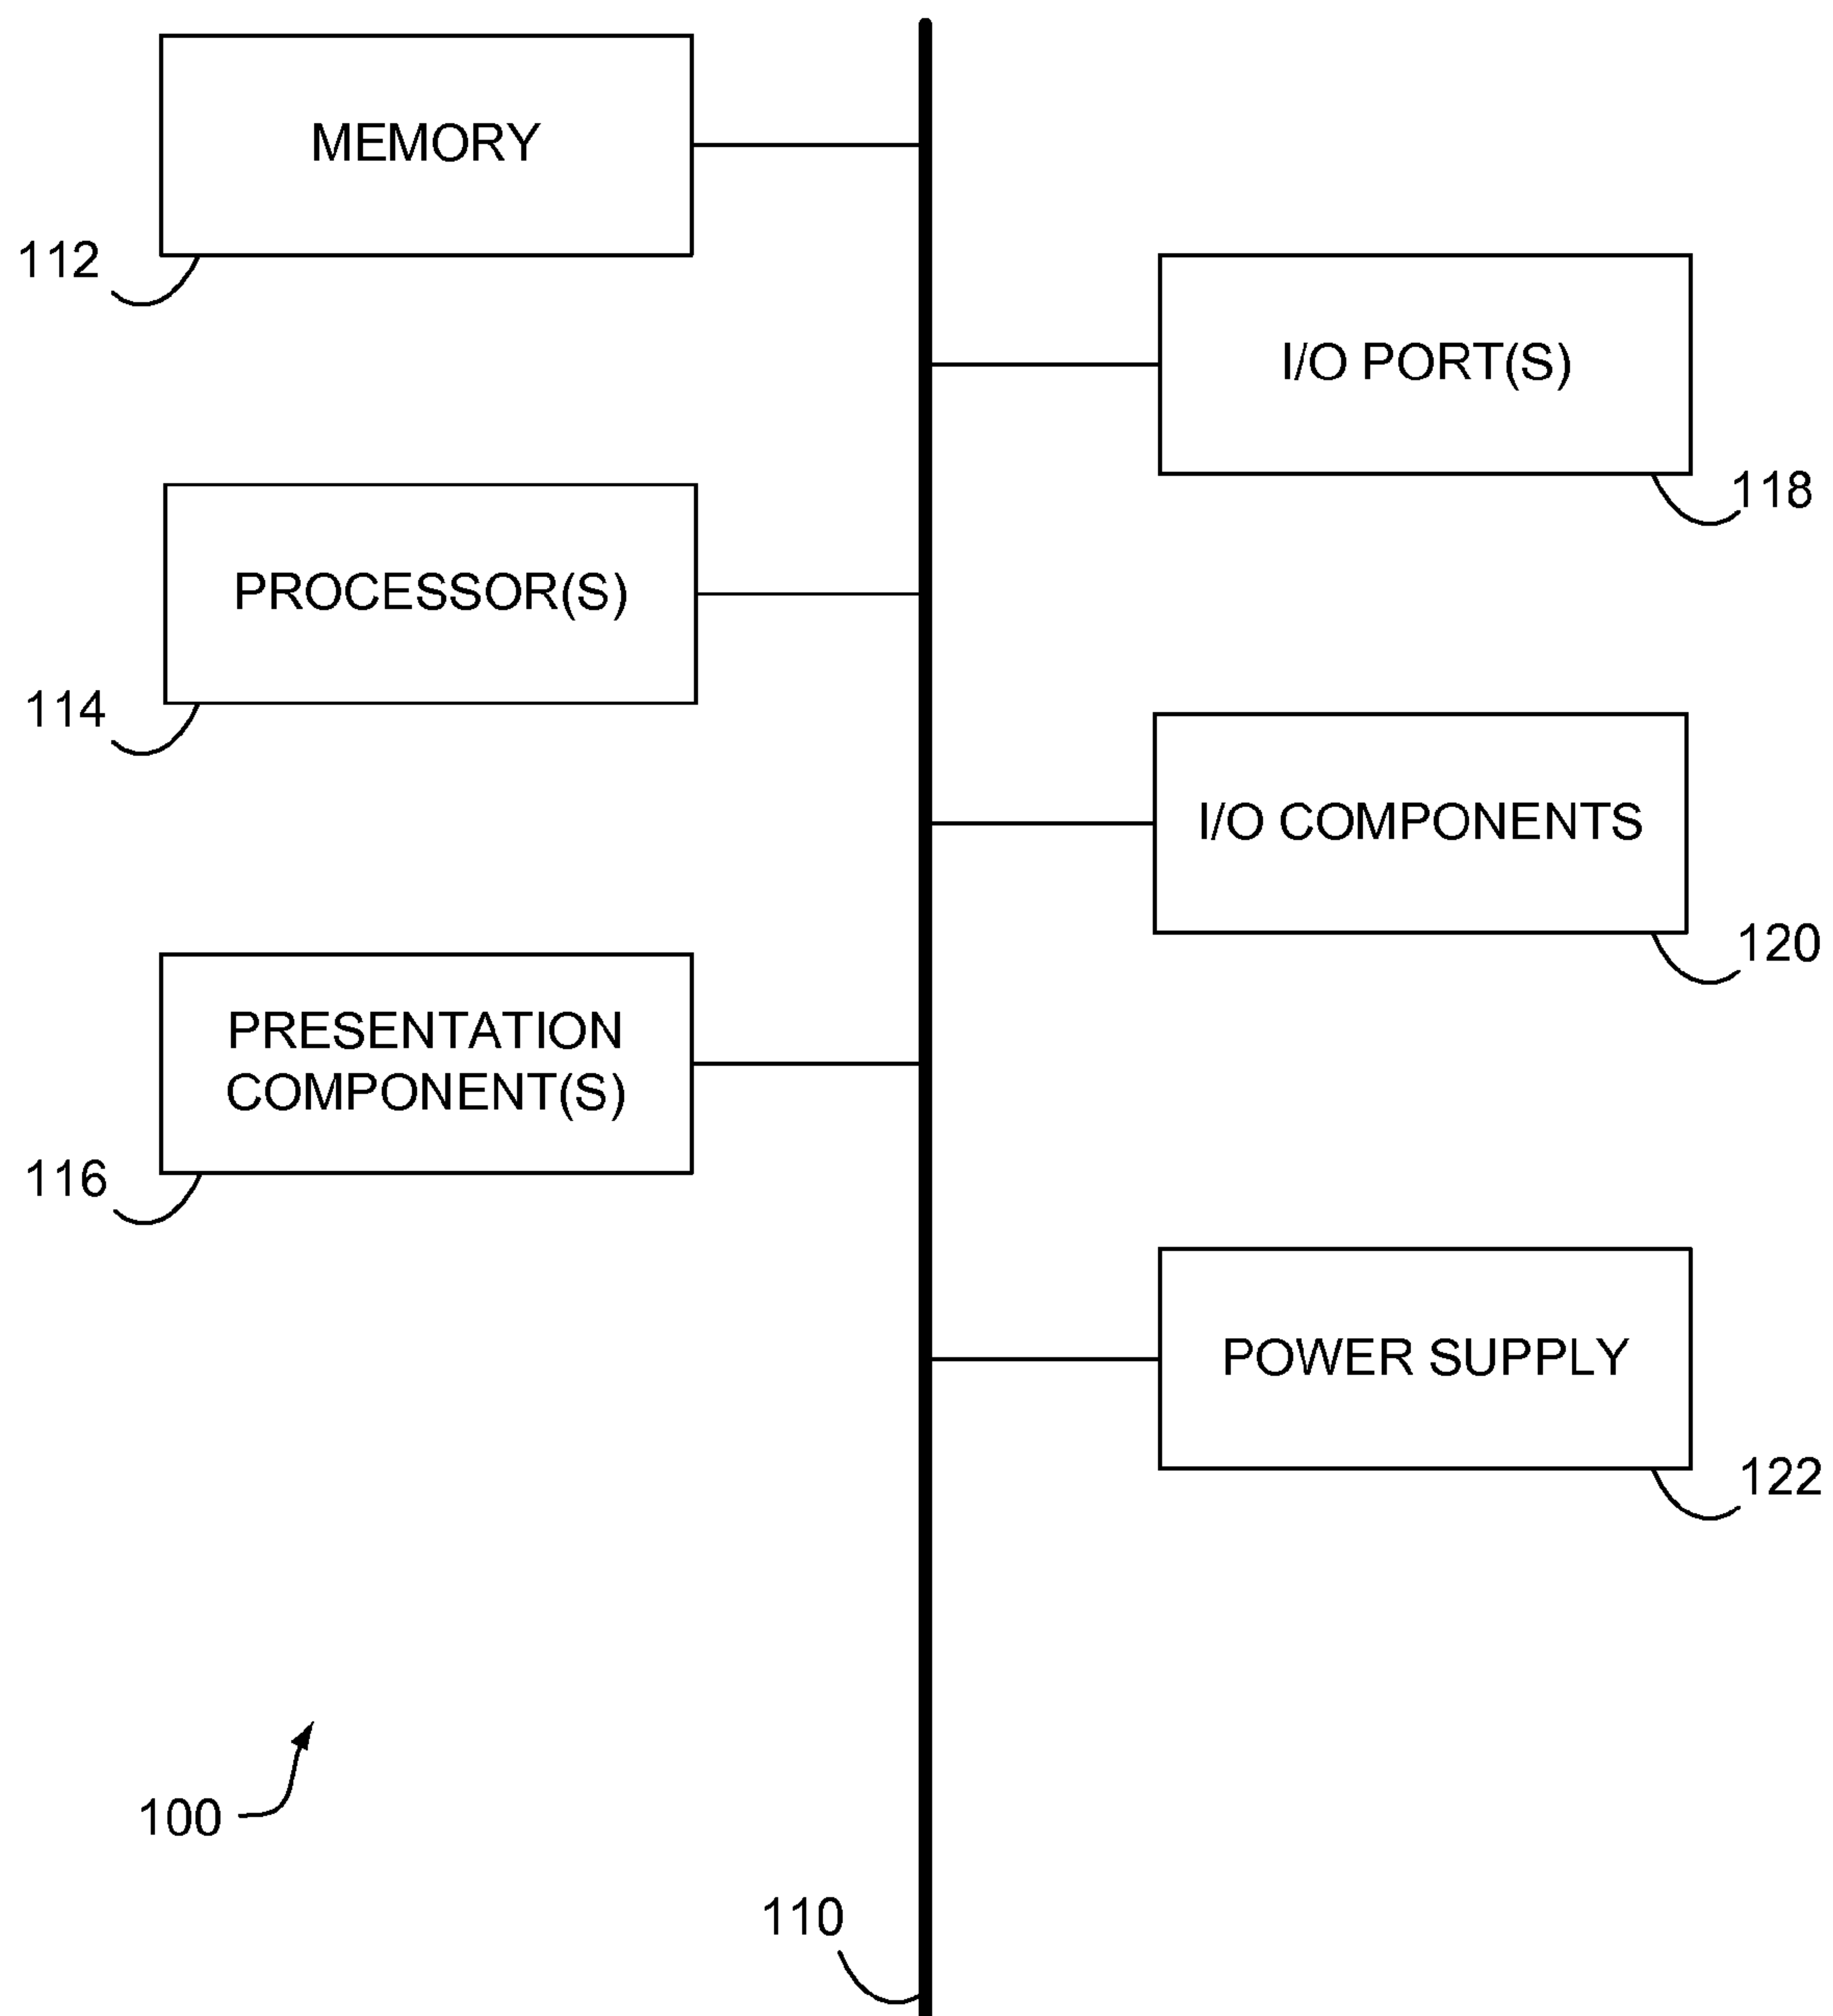 MEMORY
112
I/O PORT(S)
118
PROCESSOR(S)
114
I/O COMPONENTS
120
PRESENTATION
COMPONENT(S)
116
POWER SUPPLY
122
100
110